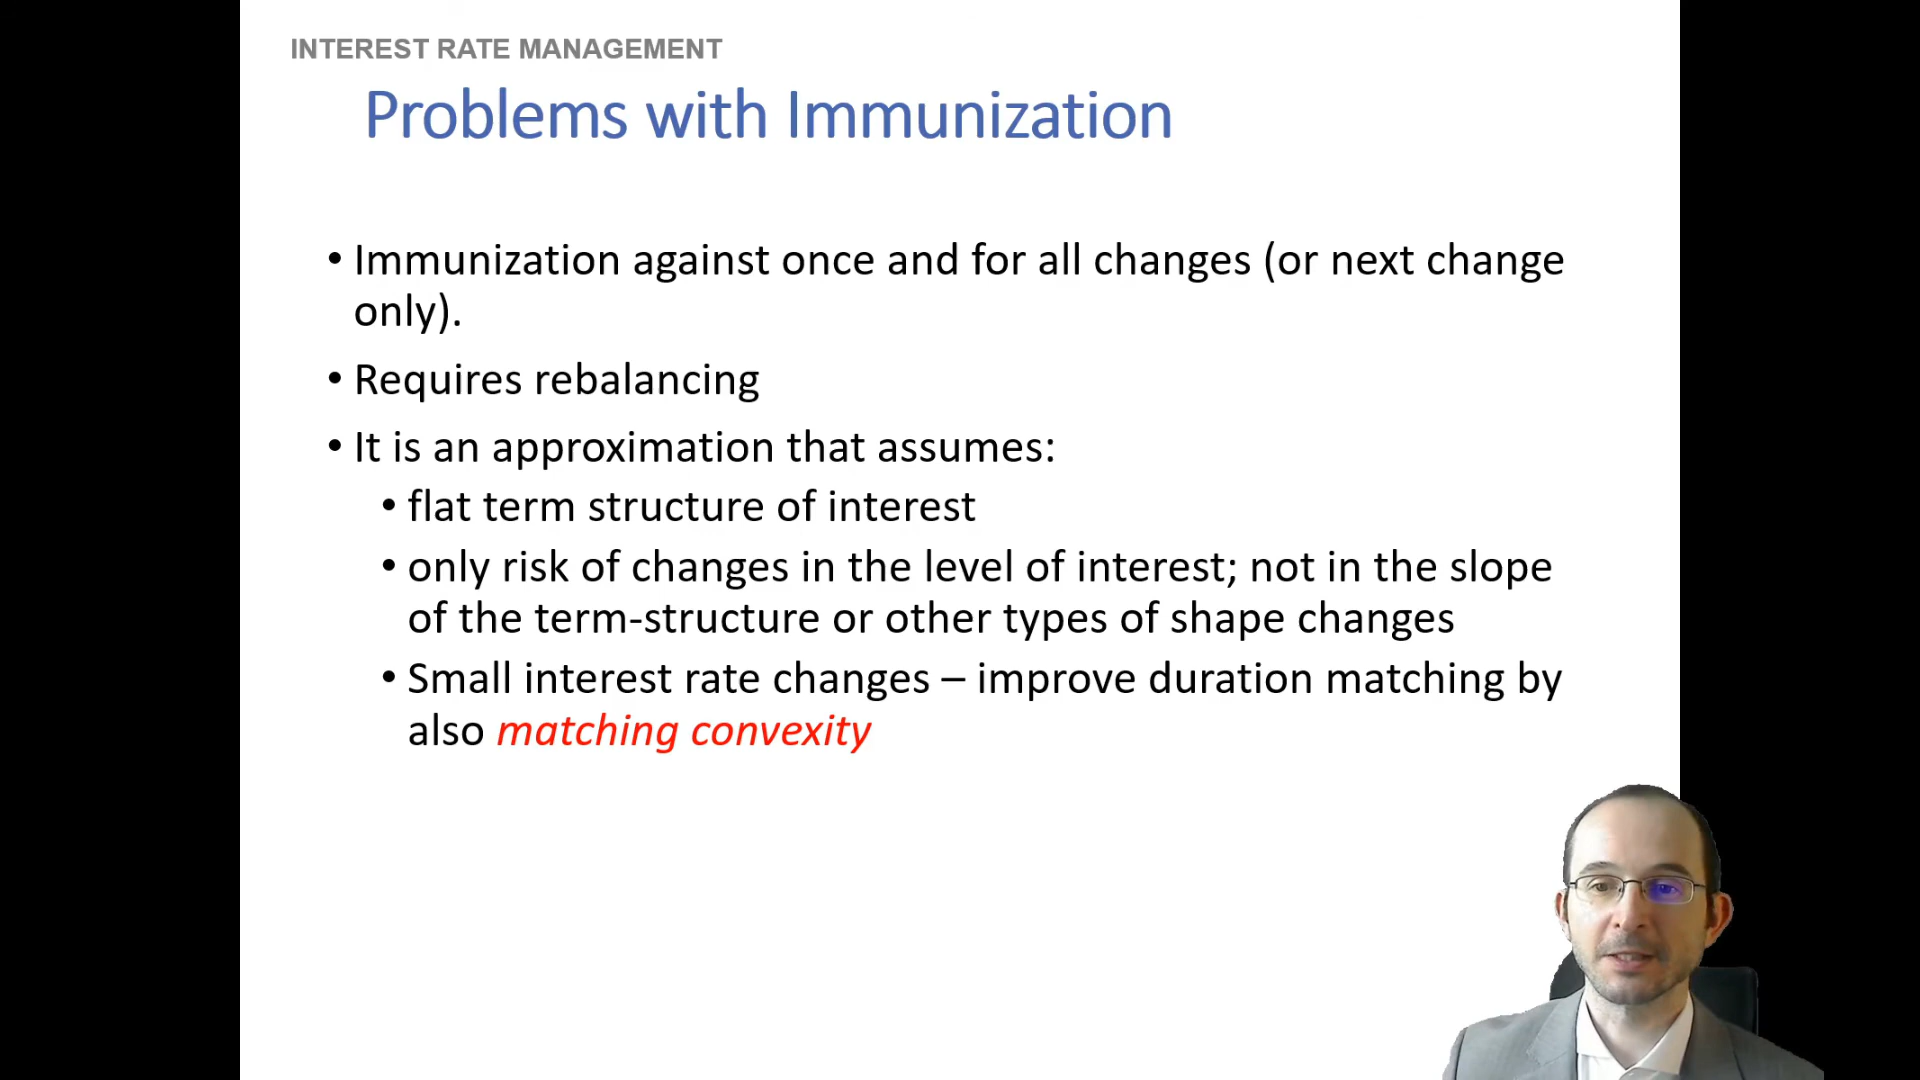 INTEREST RATE MANAGEMENT
Problems with Immunization
• Immunization against once and for all changes (or next change
only).
• Requires rebalancing
• It is an approximation that assumes:
• flat term structure of interest
• only risk of changes in the level of interest; not in the slope
of the term-structure or other types of shape changes
• Small interest rate changes – improve duration matching by
also matching convexity